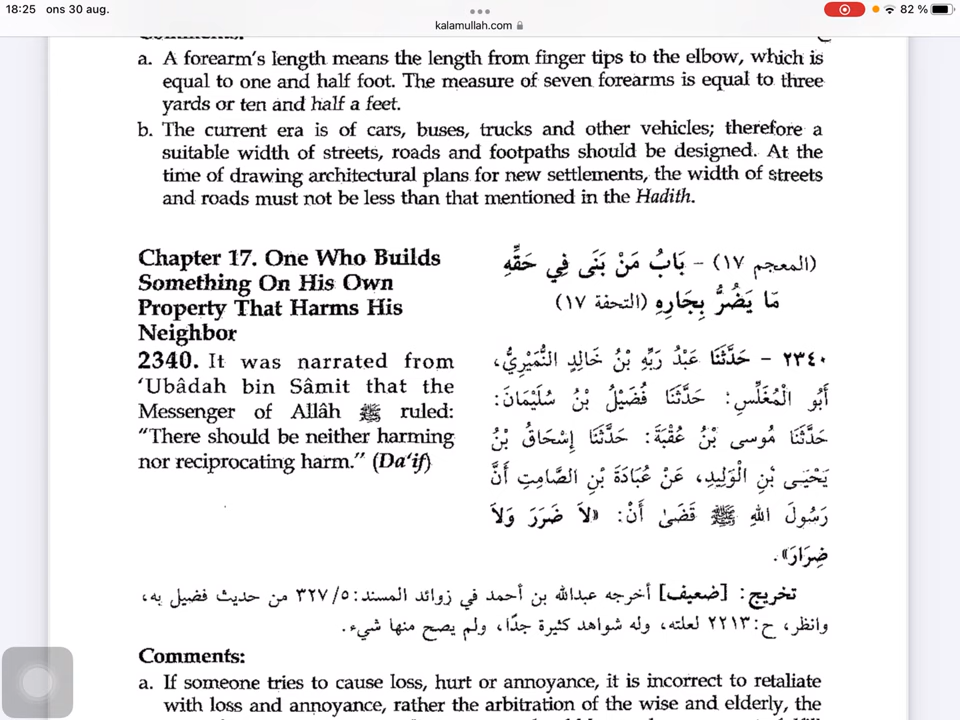 18:25 ons 30 aug.
82 %
kalamullah.com
Comments:
a. A forearm's length means the length from finger tips to the elbow, which is
equal to one and half foot. The measure of seven forearms is equal to three
yards or ten and half a feet.
b. The current era is of cars, buses, trucks and other vehicles; therefore a
suitable width of streets, roads and footpaths should be designed. At the
time of drawing architectural plans for new settlements, the width of streets
and roads must not be less than that mentioned in the Hadith.
Chapter 17. One Who Builds
Something On His Own
Property That Harms His
Neighbor
(المعجم ١٧) - بَابُ مَنْ بَنَى فِي حَقِّهِ
مَا يَضُرُّ بِجَارِهِ (التحفة ١٧)
2340. It was narrated from
'Ubâdah bin Sâmit that the
Messenger of Allâh ﷺ ruled:
"There should be neither harming
nor reciprocating harm." (Da'if)
٢٣٤٠ - حَدَّثَنَا عَبْدُ رَبِّهِ بْنُ خَالِدٍ النُّمَيْرِيُّ،
أَبُو الْمُغَلِّسِ: حَدَّثَنَا فُضَيْلُ بْنُ سُلَيْمَانَ:
حَدَّثَنَا مُوسى بْنُ عُقْبَةَ: حَدَّثَنَا إِسْحَاقُ بْنُ
يَحْيَى بْنِ الْوَلِيدِ، عَنْ عُبَادَةَ بْنِ الصَّامِتِ أَنَّ
رَسُولَ اللهِ ﷺ قَضَى أَنْ: «لاَ ضَرَرَ وَلاَ
ضِرَارَ».
تخريج: [ضعيف] أخرجه عبدالله بن أحمد في زوائد المسند: ٣٢٧/٥ من حديث فضيل به،
وانظر، ح: ٢٢١٣ لعلته، وله شواهد كثيرة جدًا، ولم يصح منها شيء.
Comments:
a. If someone tries to cause loss, hurt or annoyance, it is incorrect to retaliate
with loss and annoyance, rather the arbitration of the wise and elderly, the